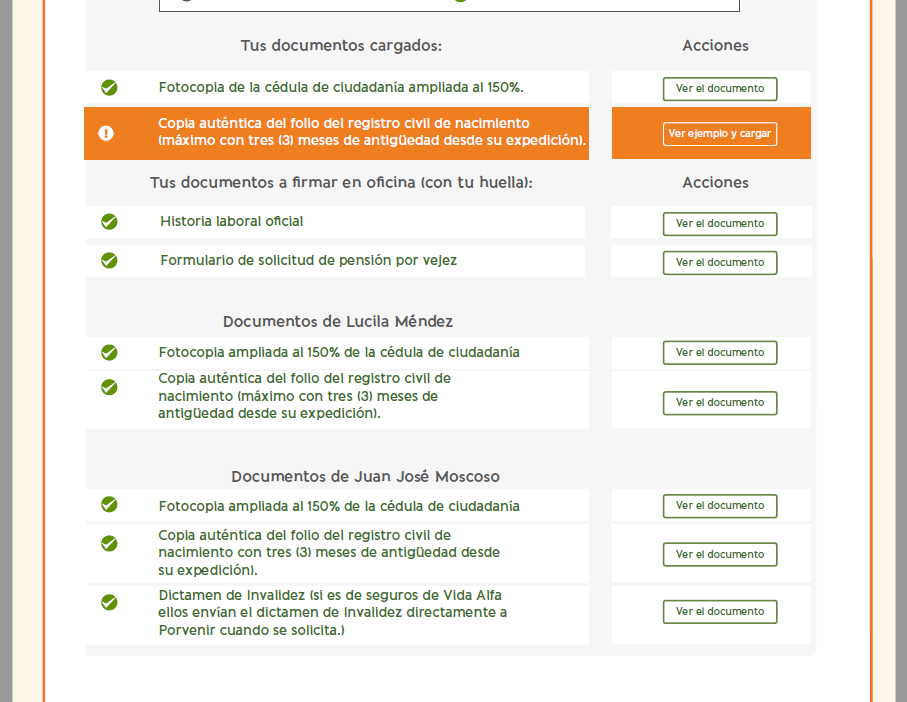 Tus documentos cargados:
Acciones
Fotocopia de la cédula de ciudadanía ampliada al 150%.
Ver el documento
Copia auténtica del folio del registro civil de nacimiento
(máximo con tres (3) meses de antigüedad desde su expedición).
Ver ejemplo y cargar
Tus documentos a firmar en oficina (con tu huella):
Acciones
Historia laboral oficial
Ver el documento
Formulario de solicitud de pensión por vejez
Ver el documento
Documentos de Lucila Méndez
Fotocopia ampliada al 150% de la cédula de ciudadanía
Ver el documento
Copia auténtica del folio del registro civil de
nacimiento (máximo con tres (3) meses de
antigüedad desde su expedición).
Ver el documento
Documentos de Juan José Moscoso
Fotocopia ampliada al 150% de la cédula de ciudadanía
Ver el documento
Copia auténtica del folio del registro civil de
nacimiento con tres (3) meses de antigüedad desde
su expedición).
Ver el documento
Dictamen de Invalidez (si es de seguros de Vida Alfa
ellos envían el dictamen de Invalidez directamente a
Porvenir cuando se solicita.)
Ver el documento